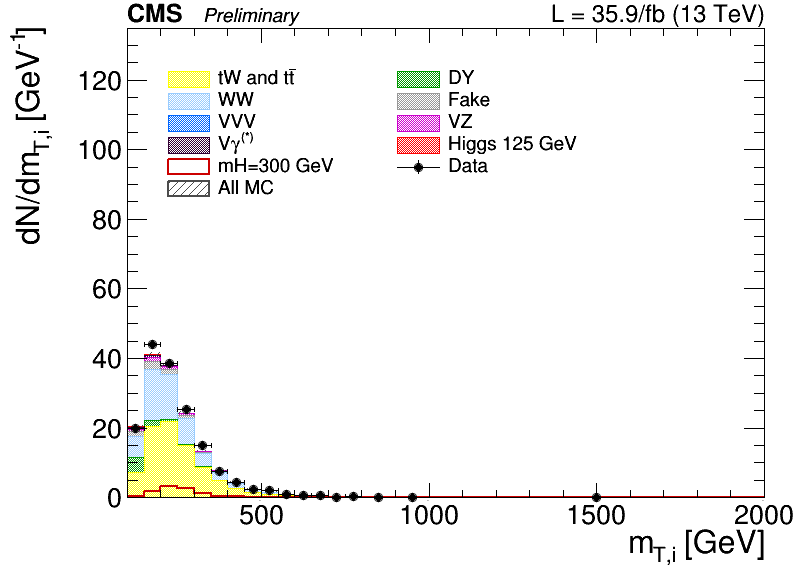 CMS Preliminary L = 35.9/fb (13 TeV)
dN/dm_{T,i} [GeV^{-1}]
120
100
80
60
40
20
0
tW and tt̄
WW
VVV
Vγ^{(*)}
mH=300 GeV
All MC
DY
Fake
VZ
Higgs 125 GeV
Data
500 1000 1500 2000
m_{T,i} [GeV]